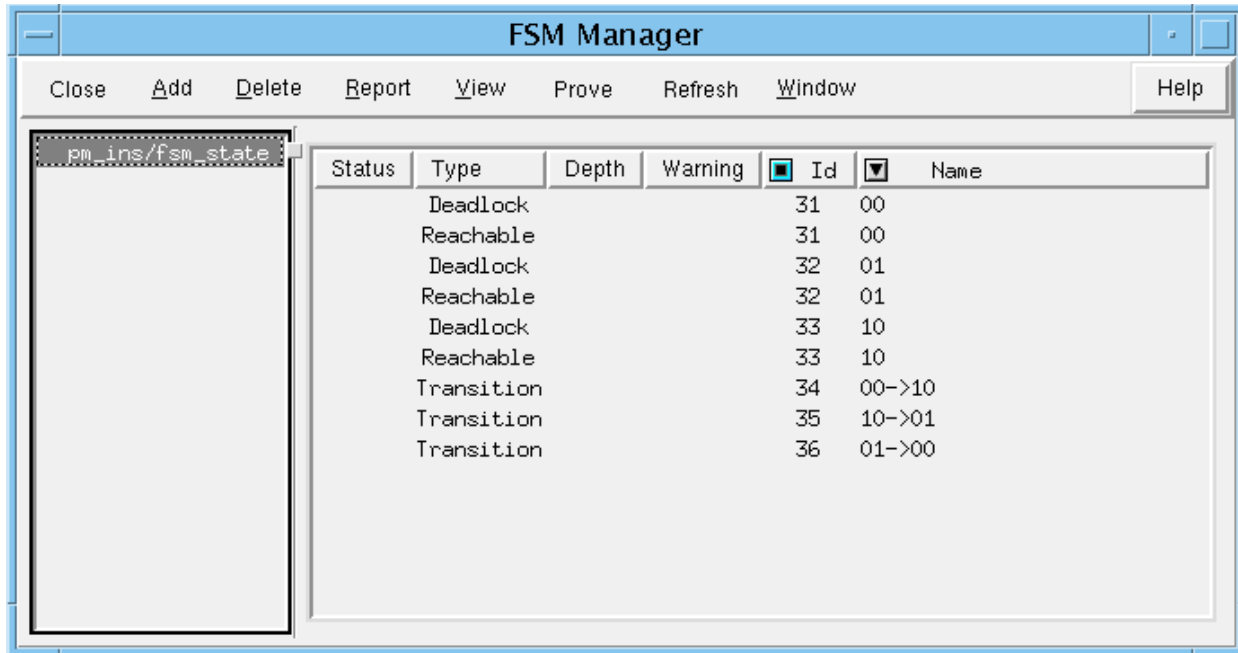 FSM Manager
Close Add Delete Report View Prove Refresh Window Help
pm_ins/fsm_state
Status Type Depth Warning Id Name
Deadlock 31 00
Reachable 31 00
Deadlock 32 01
Reachable 32 01
Deadlock 33 10
Reachable 33 10
Transition 34 00->10
Transition 35 10->01
Transition 36 01->00